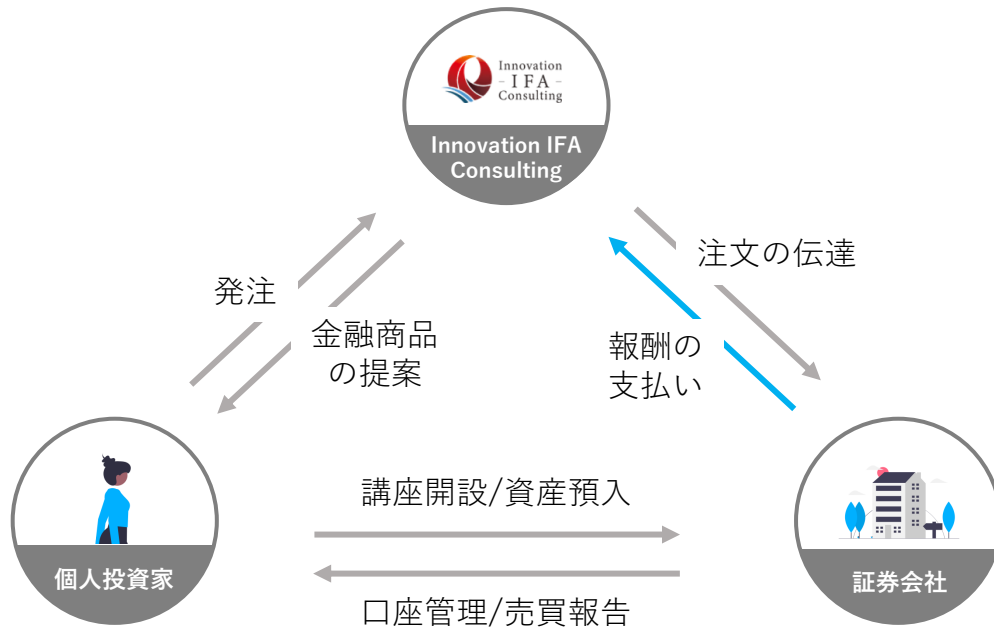 Innovation
- I F A -
Consulting
Innovation IFA
Consulting
発注
金融商品
の提案
注文の伝達
報酬の
支払い
講座開設/資産預入
口座管理/売買報告
個人投資家
証券会社